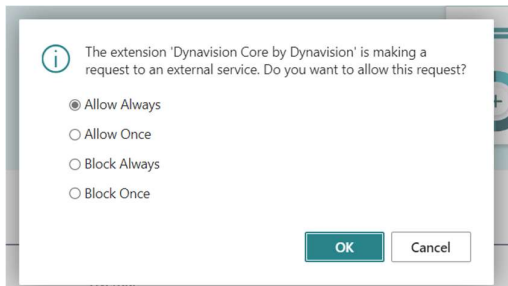 The extension 'Dynavision Core by Dynavision' is making a
request to an external service. Do you want to allow this request?
Allow Always
Allow Once
Block Always
Block Once
OK
Cancel